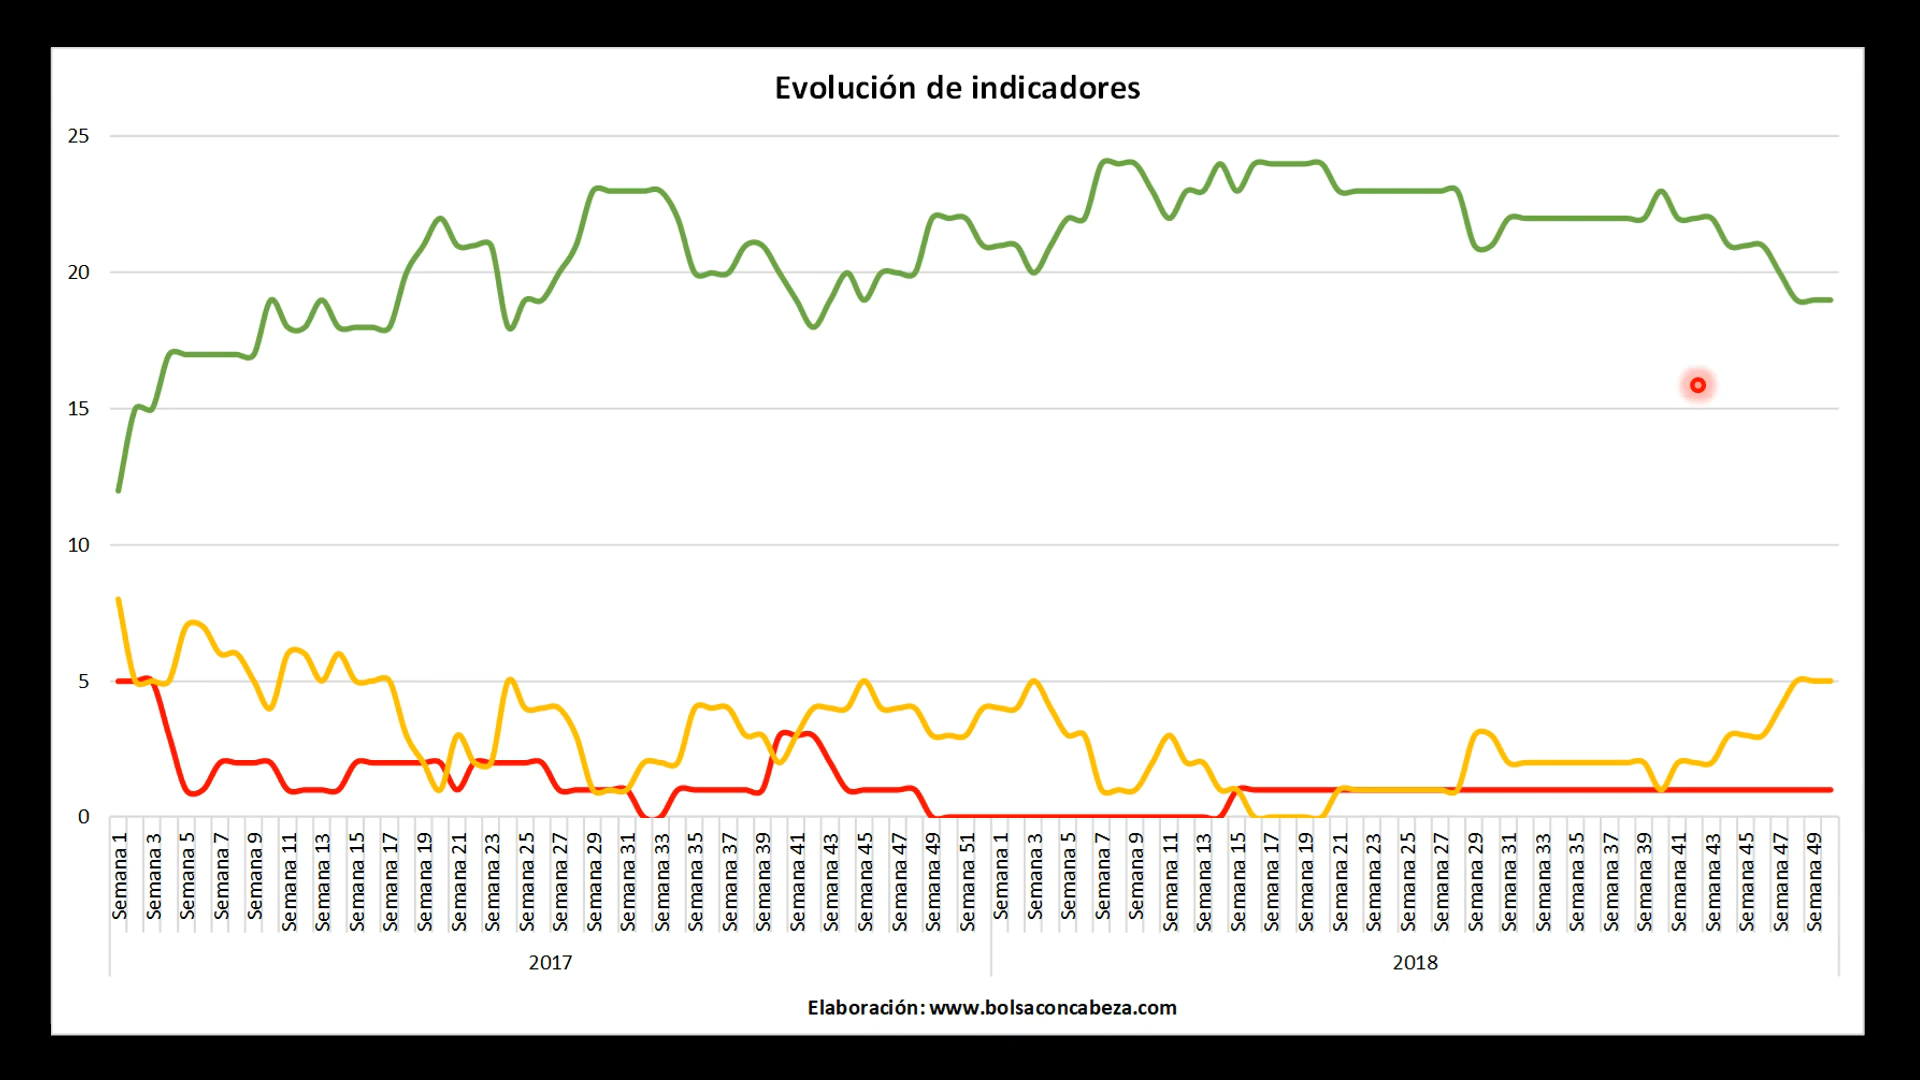 Evolución de indicadores
25
20
15
10
5
0
Semana 1
Semana 3
Semana 5
Semana 7
Semana 9
Semana 11
Semana 13
Semana 15
Semana 17
Semana 19
Semana 21
Semana 23
Semana 25
Semana 27
Semana 29
Semana 31
Semana 33
Semana 35
Semana 37
Semana 39
Semana 41
Semana 43
Semana 45
Semana 47
Semana 49
Semana 51
Semana 1
Semana 3
Semana 5
Semana 7
Semana 9
Semana 11
Semana 13
Semana 15
Semana 17
Semana 19
Semana 21
Semana 23
Semana 25
Semana 27
Semana 29
Semana 31
Semana 33
Semana 35
Semana 37
Semana 39
Semana 41
Semana 43
Semana 45
Semana 47
Semana 49
2017
2018
Elaboración: www.bolsaconcabeza.com